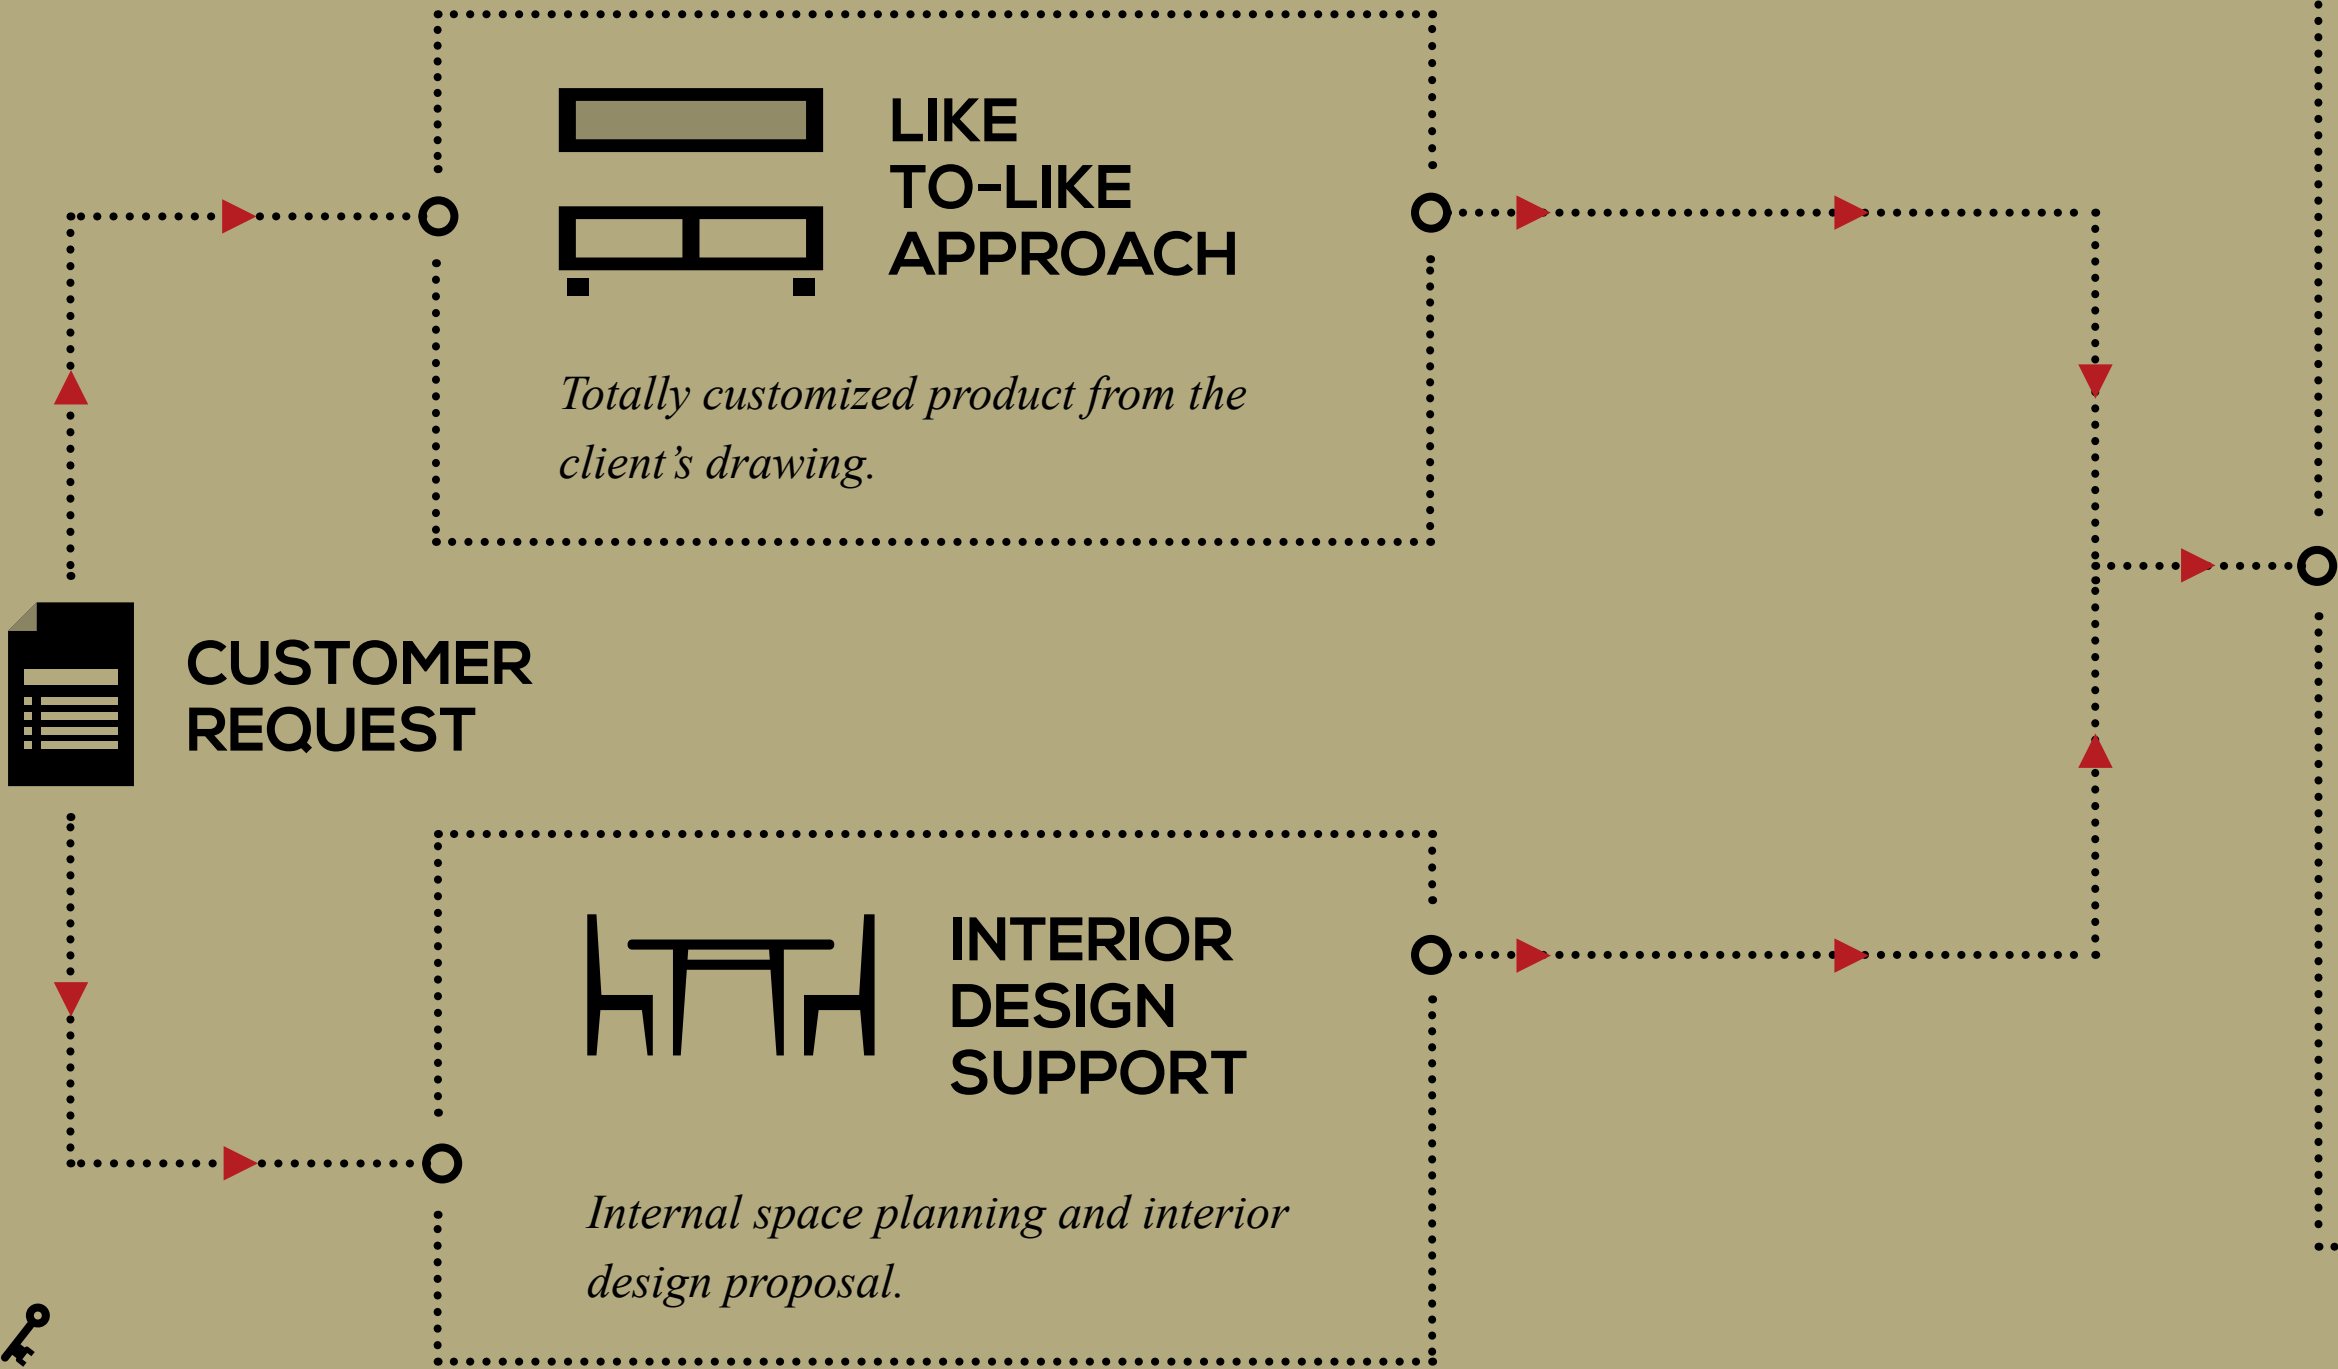 LIKE
TO-LIKE
APPROACH
Totally customized product from the
client’s drawing.
CUSTOMER
REQUEST
INTERIOR
DESIGN
SUPPORT
Internal space planning and interior
design proposal.